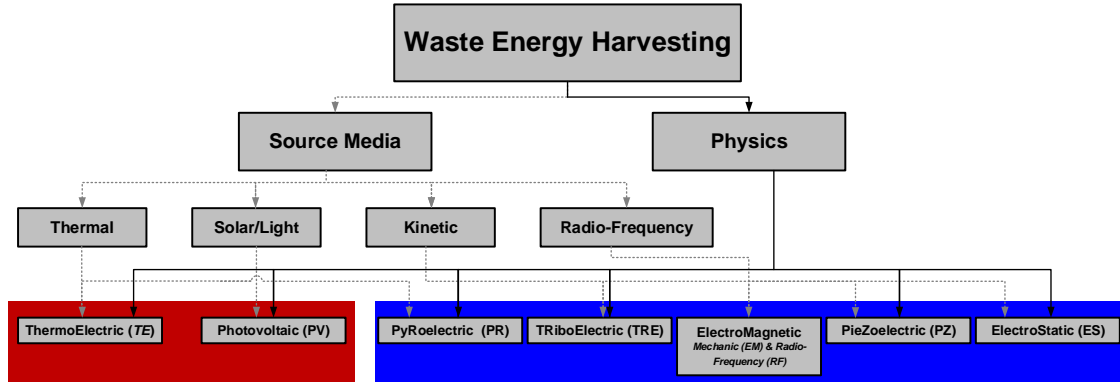 Waste Energy Harvesting
Source Media
Physics
Thermal
Solar/Light
Kinetic
Radio-Frequency
ThermoElectric (TE)
Photovoltaic (PV)
PyRoelectric (PR)
TRiboElectric (TRE)
ElectroMagnetic
Mechanic (EM) & Radio-
Frequency (RF)
PieZoelectric (PZ)
ElectroStatic (ES)